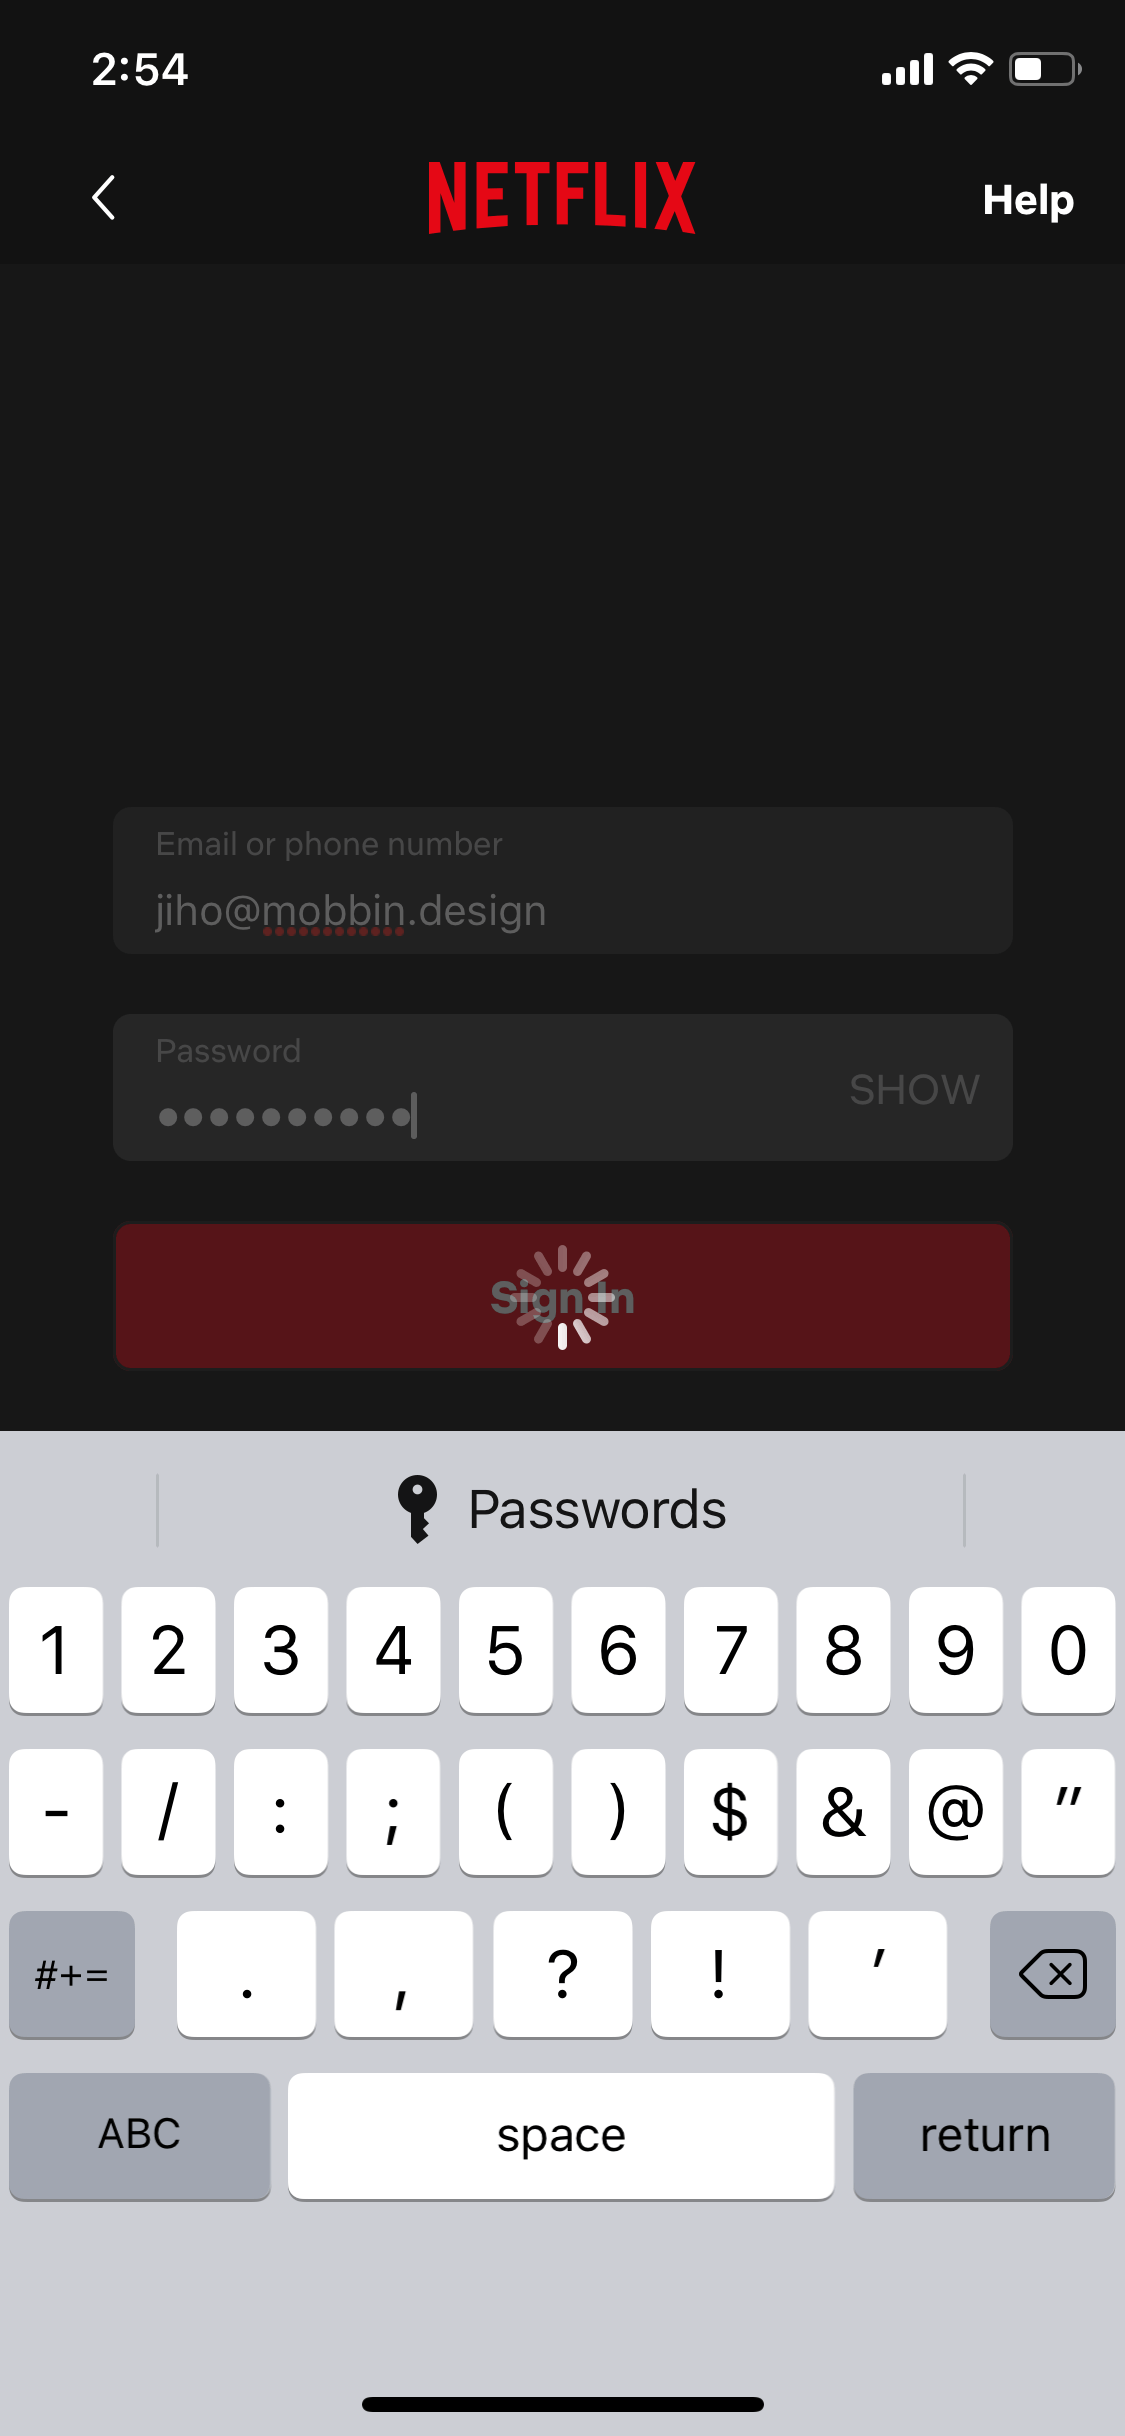 2:54
NETFLIX
Help
Email or phone number
jiho@mobbin.design
Password
••••••••••
SHOW
Sign In
Passwords
1 2 3 4 5 6 7 8 9 0
- / : ; ( ) $ & @ "
#+= . , ? ! '
ABC space return